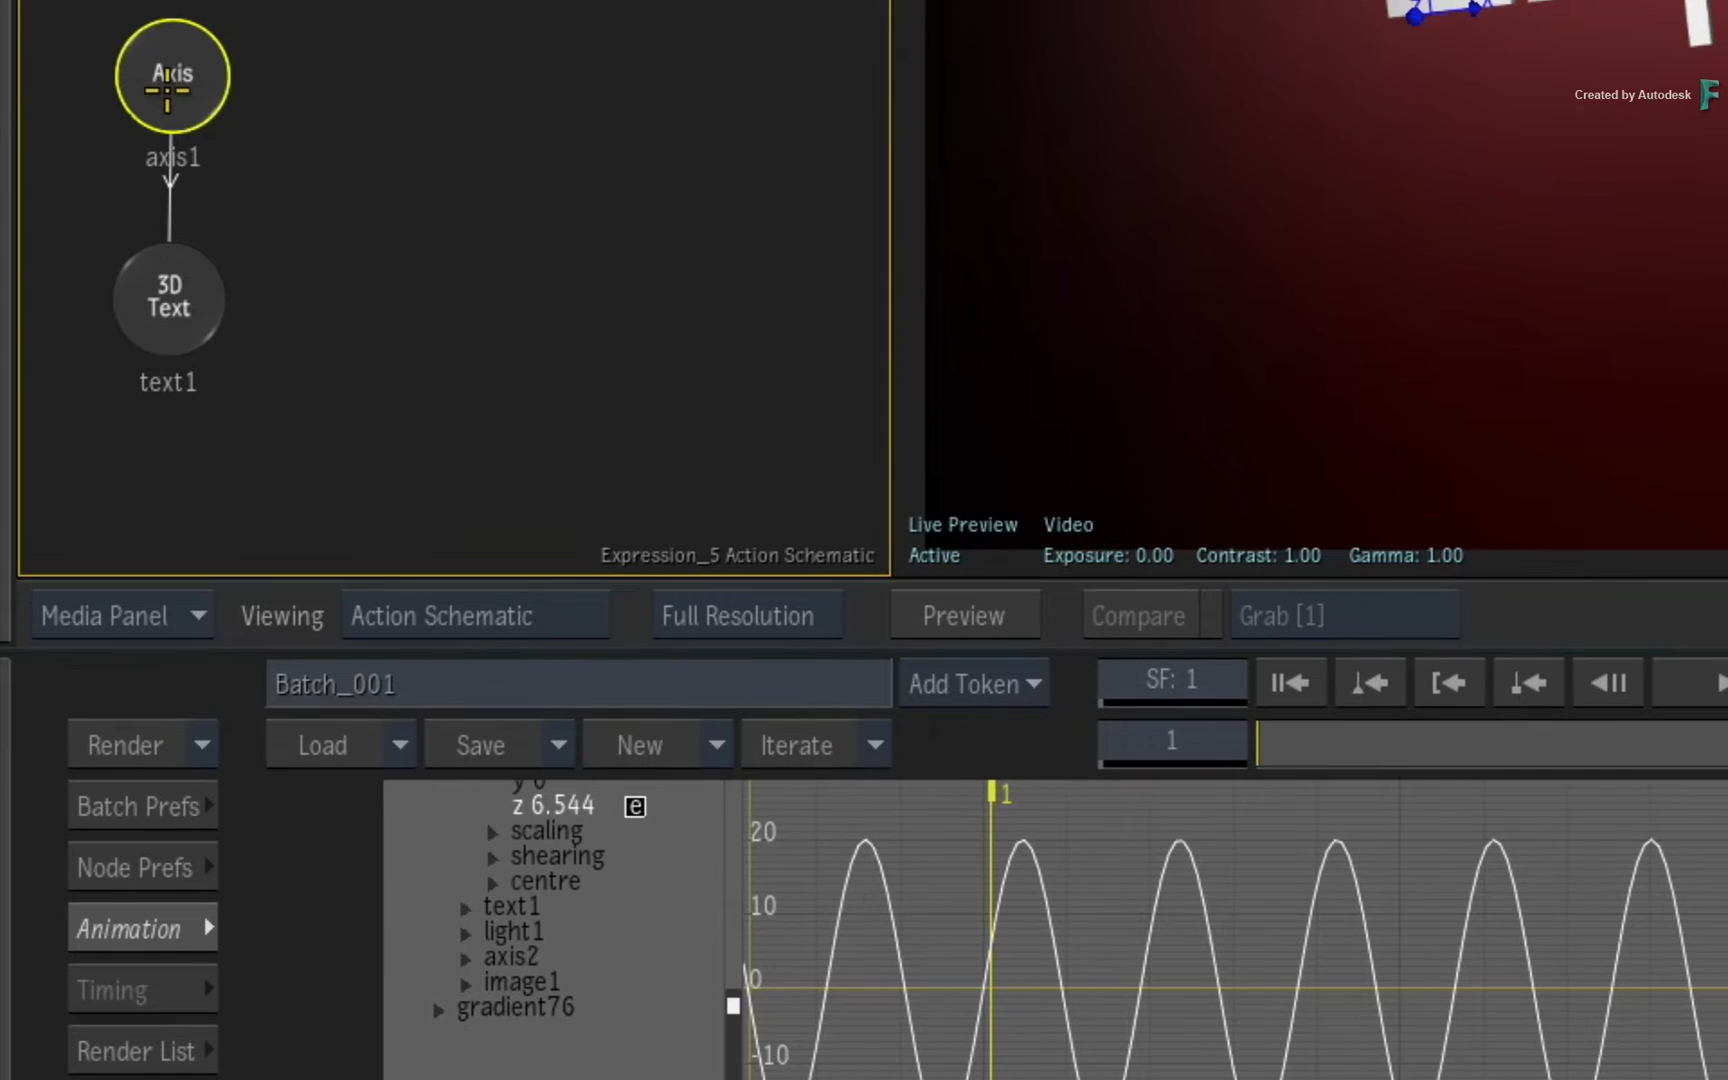 Axis
axis1
3D
Text
text1
Expression_5 Action Schematic
Created by Autodesk
Live Preview Video
Active Exposure: 0.00 Contrast: 1.00 Gamma: 1.00
Media Panel Viewing Action Schematic Full Resolution Preview Compare Grab [1]
Batch_001 Add Token SF: 1
Render Load Save New Iterate 1
Batch Prefs
Node Prefs
Animation
Timing
Render List
y 0
z 6.544 e
scaling
shearing
centre
text1
light1
axis2
image1
gradient76
1
20
10
0
-10